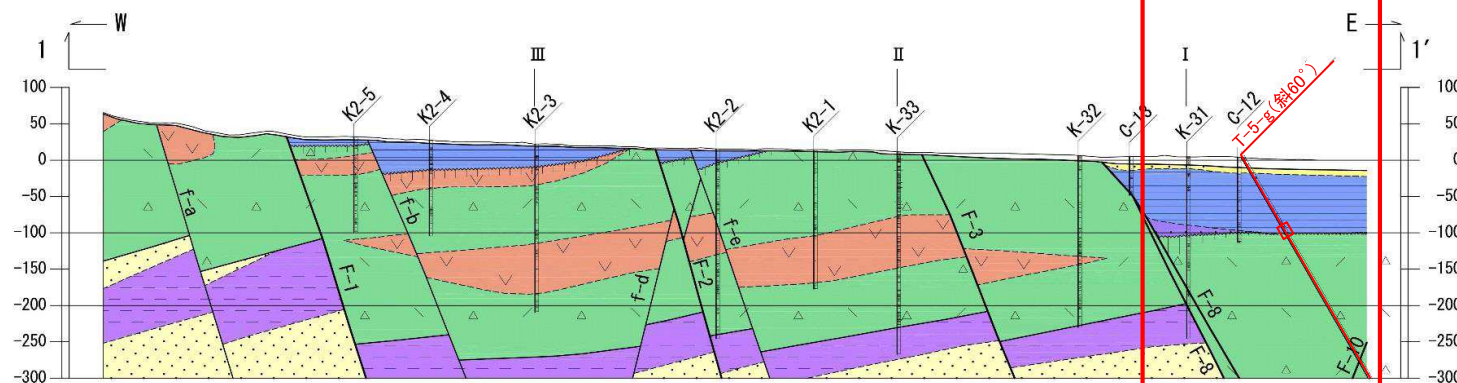 W
E
1
1′
III
II
I
K2-5
K2-4
K2-3
K2-2
K2-1
K-33
K-32
C-13
K-31
C-12
T-5-g(斜60°)
100
50
0
-50
-100
-150
-200
-250
-300
100
50
0
-50
-100
-150
-200
-250
-300
f-a
F-1
f-b
f-d
F-2
f-e
F-3
F-8
F-8
F-10